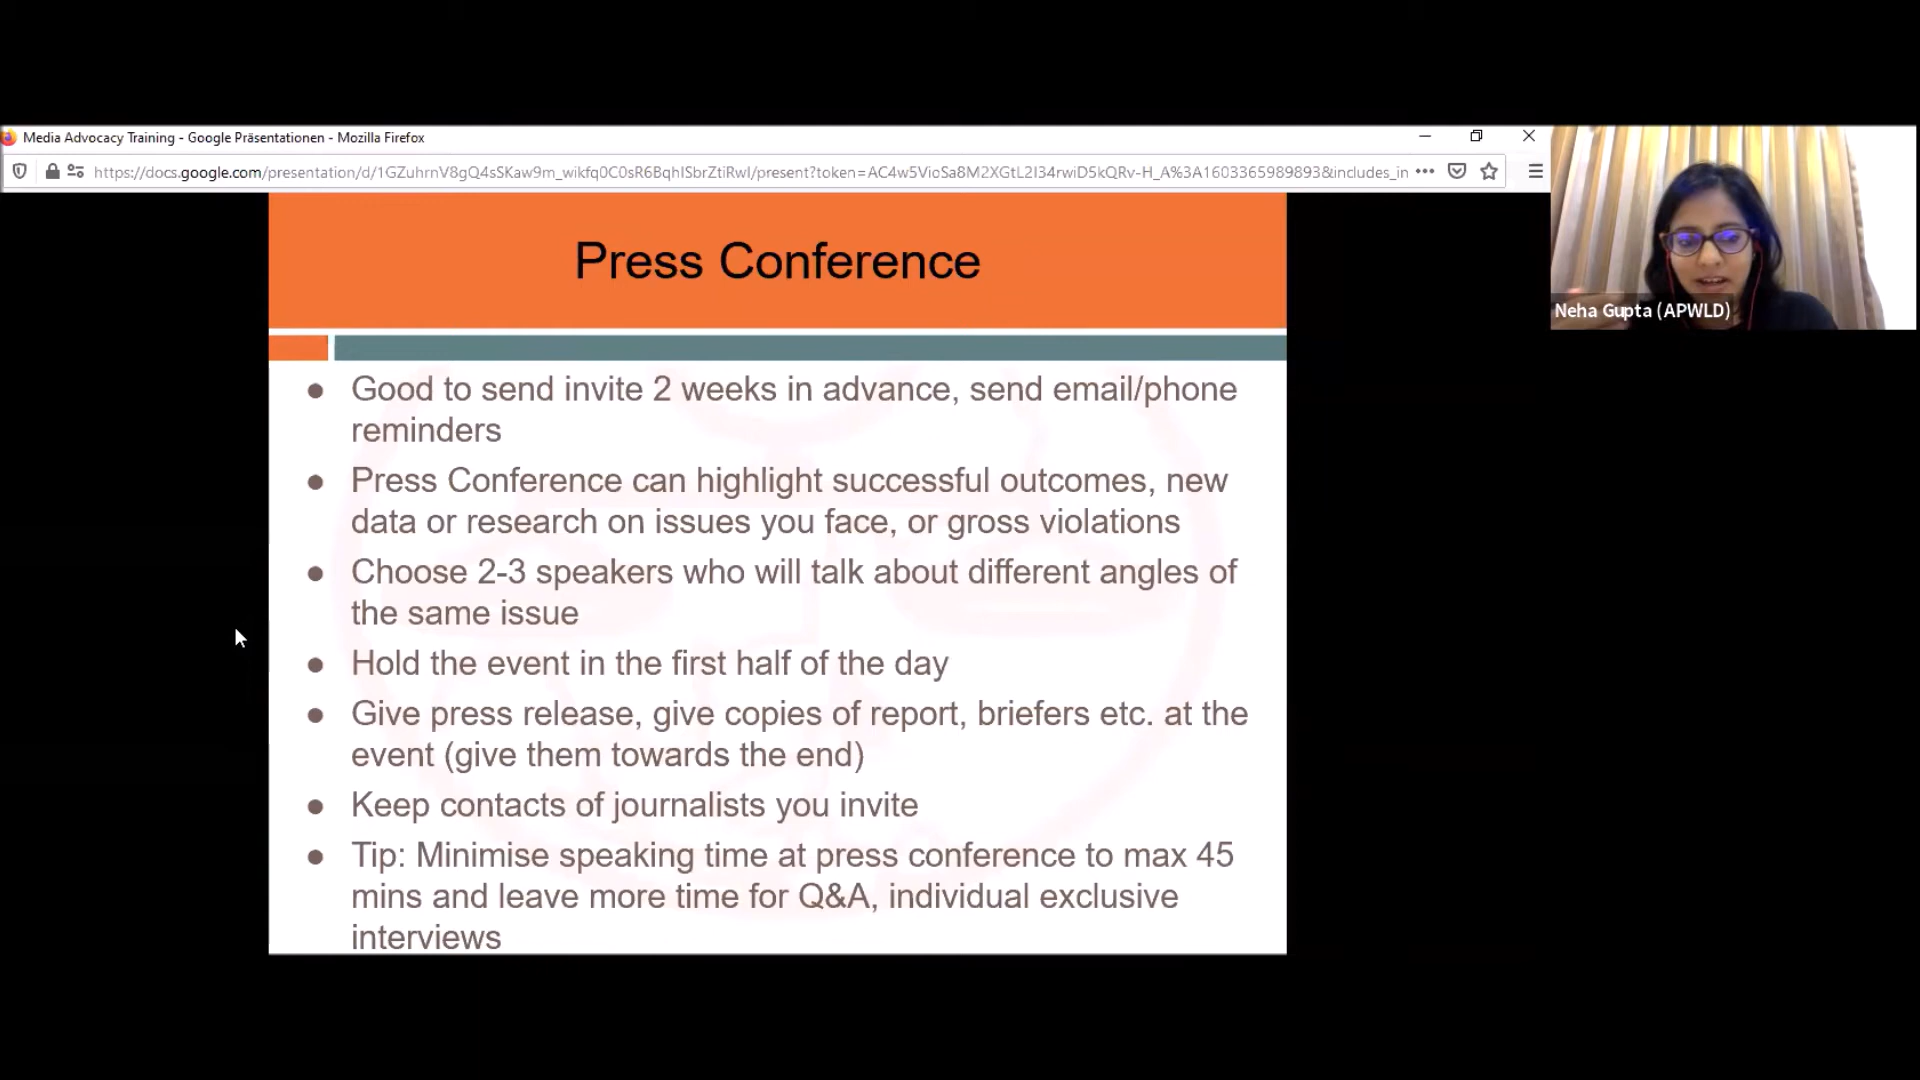 Media Advocacy Training - Google Präsentationen - Mozilla Firefox
https://docs.google.com/presentation/d/1GZuhrnV8gQ4sSKaw9m_wikfq0C0sR6BqhISbrZtiRwI/present?token=AC4w5VioSa8M2XGtL2I34rwiD5kQRv-H_A%3A1603365989893&includes_in
Press Conference
● Good to send invite 2 weeks in advance, send email/phone
reminders
● Press Conference can highlight successful outcomes, new
data or research on issues you face, or gross violations
● Choose 2-3 speakers who will talk about different angles of
the same issue
● Hold the event in the first half of the day
● Give press release, give copies of report, briefers etc. at the
event (give them towards the end)
● Keep contacts of journalists you invite
● Tip: Minimise speaking time at press conference to max 45
mins and leave more time for Q&A, individual exclusive
interviews
Neha Gupta (APWLD)